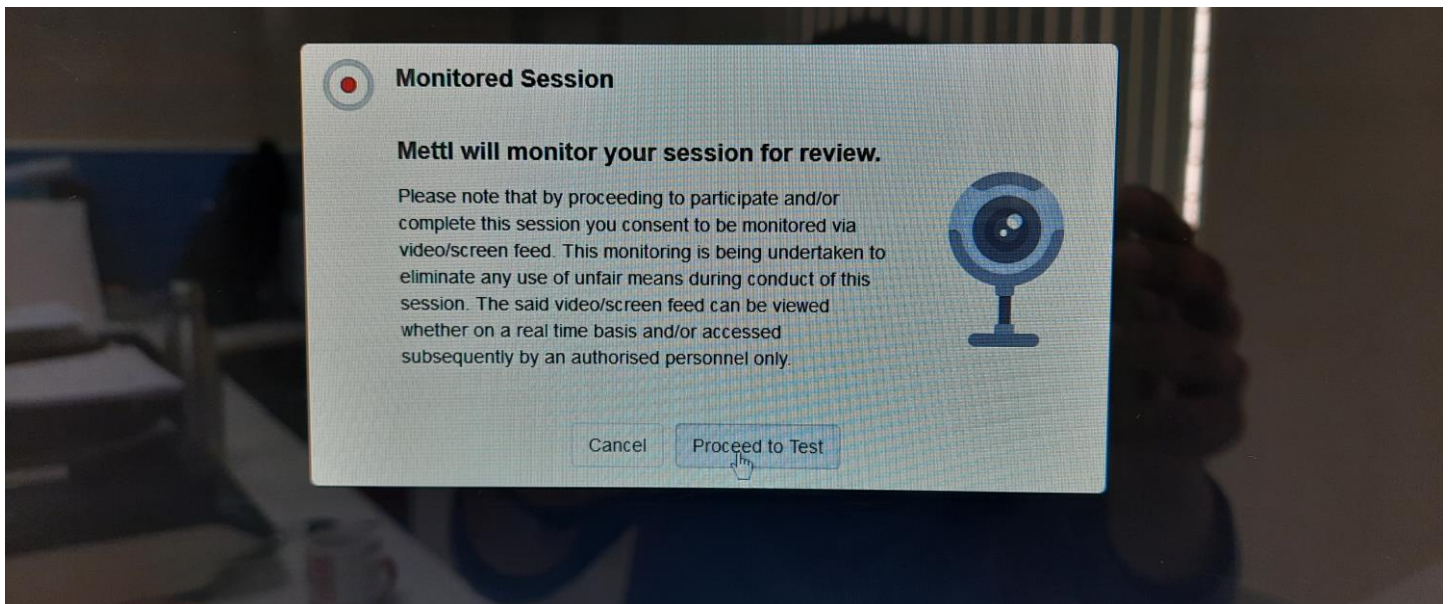 Monitored Session
Mettl will monitor your session for review.
Please note that by proceeding to participate and/or
complete this session you consent to be monitored via
video/screen feed. This monitoring is being undertaken to
eliminate any use of unfair means during conduct of this
session. The said video/screen feed can be viewed
whether on a real time basis and/or accessed
subsequently by an authorised personnel only.
Cancel Proceed to Test